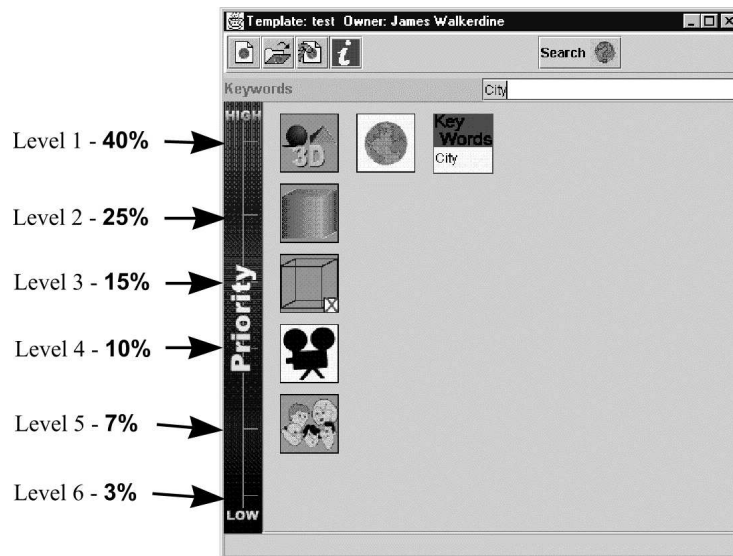 Template: test Owner: James Walkerdine
i
Search
Keywords
City
HIGH
Level 1 - 40%
3D
Key
Words
City
Level 2 - 25%
Level 3 - 15%
Priority
Level 4 - 10%
Level 5 - 7%
Level 6 - 3%
LOW